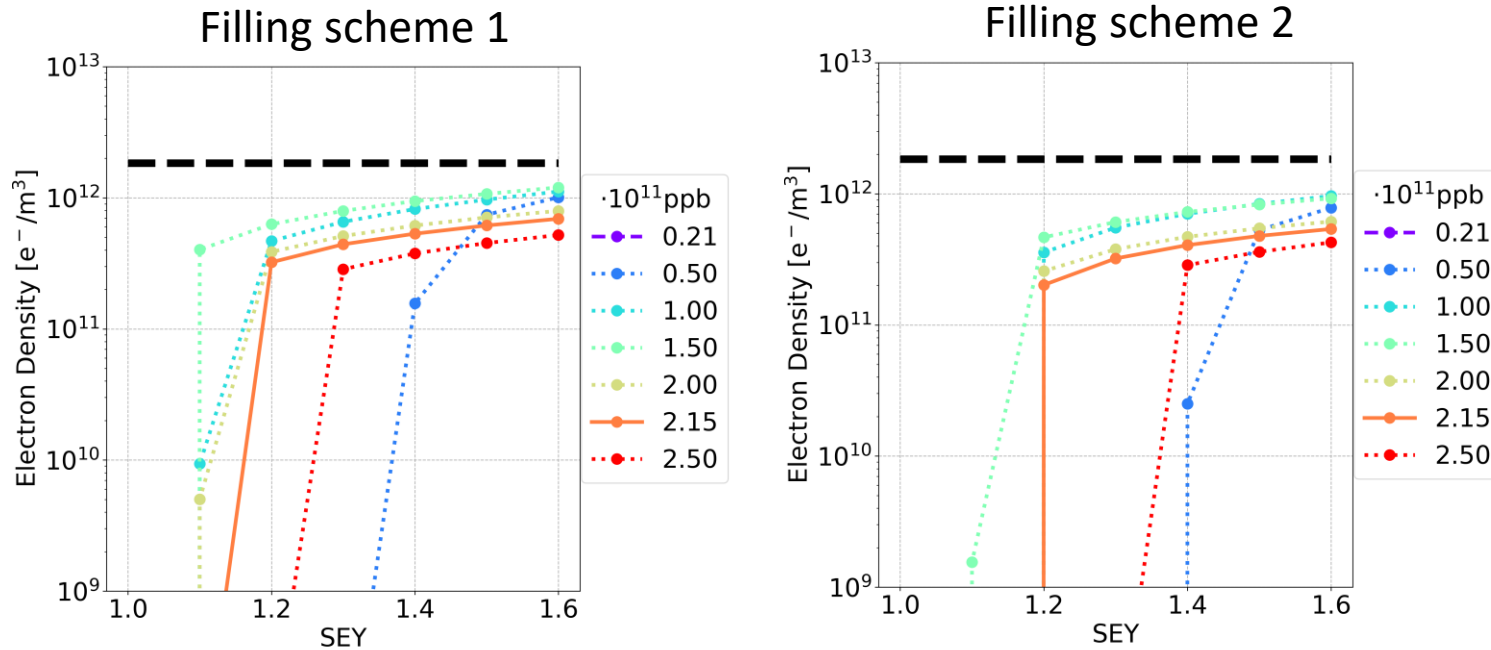 Filling scheme 1
10¹³
10¹²
10¹¹
10¹⁰
10⁹
Electron Density [e⁻/m³]
1.0 1.2 1.4 1.6
SEY
·10¹¹ppb
0.21
0.50
1.00
1.50
2.00
2.15
2.50
Filling scheme 2
10¹³
10¹²
10¹¹
10¹⁰
10⁹
Electron Density [e⁻/m³]
1.0 1.2 1.4 1.6
SEY
·10¹¹ppb
0.21
0.50
1.00
1.50
2.00
2.15
2.50